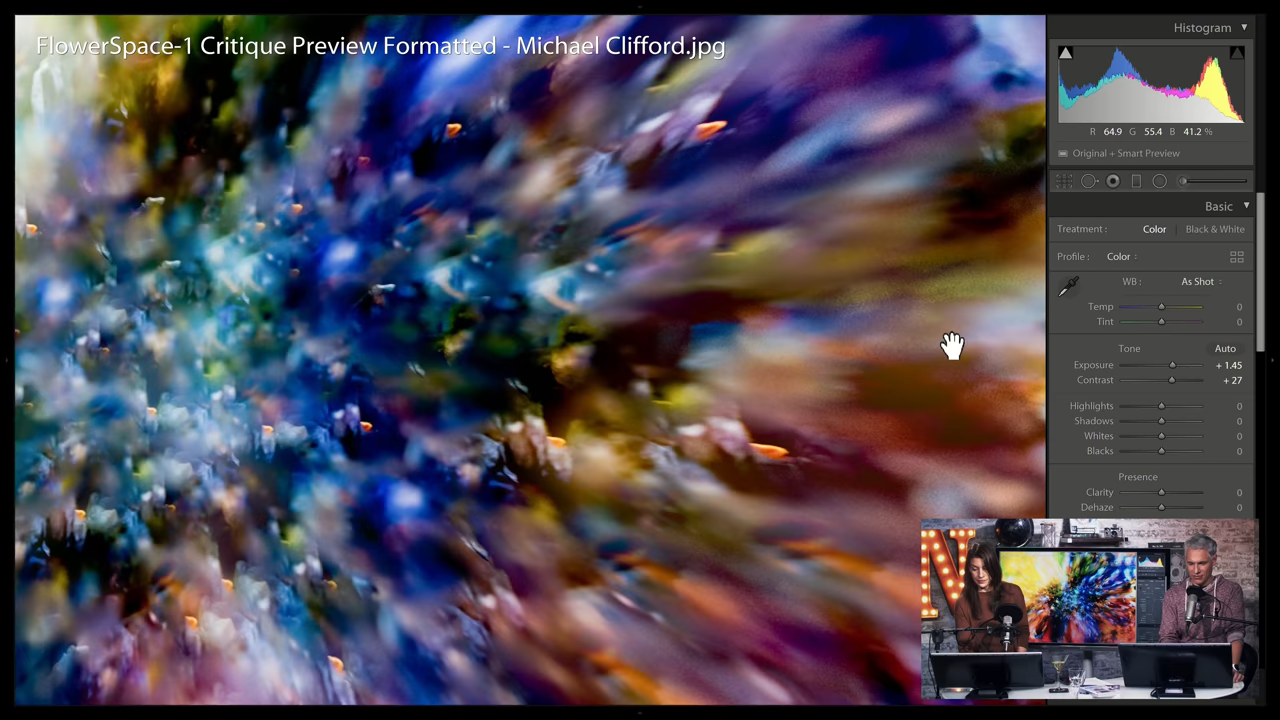 FlowerSpace-1 Critique Preview Formatted - Michael Clifford.jpg
Histogram
R 64.9 G 55.4 B 41.2 %
Original + Smart Preview
Basic
Treatment : Color Black & White
Profile : Color
WB : As Shot
Temp 0
Tint 0
Tone Auto
Exposure + 1.45
Contrast + 27
Highlights 0
Shadows 0
Whites 0
Blacks 0
Presence
Clarity 0
Dehaze 0
N